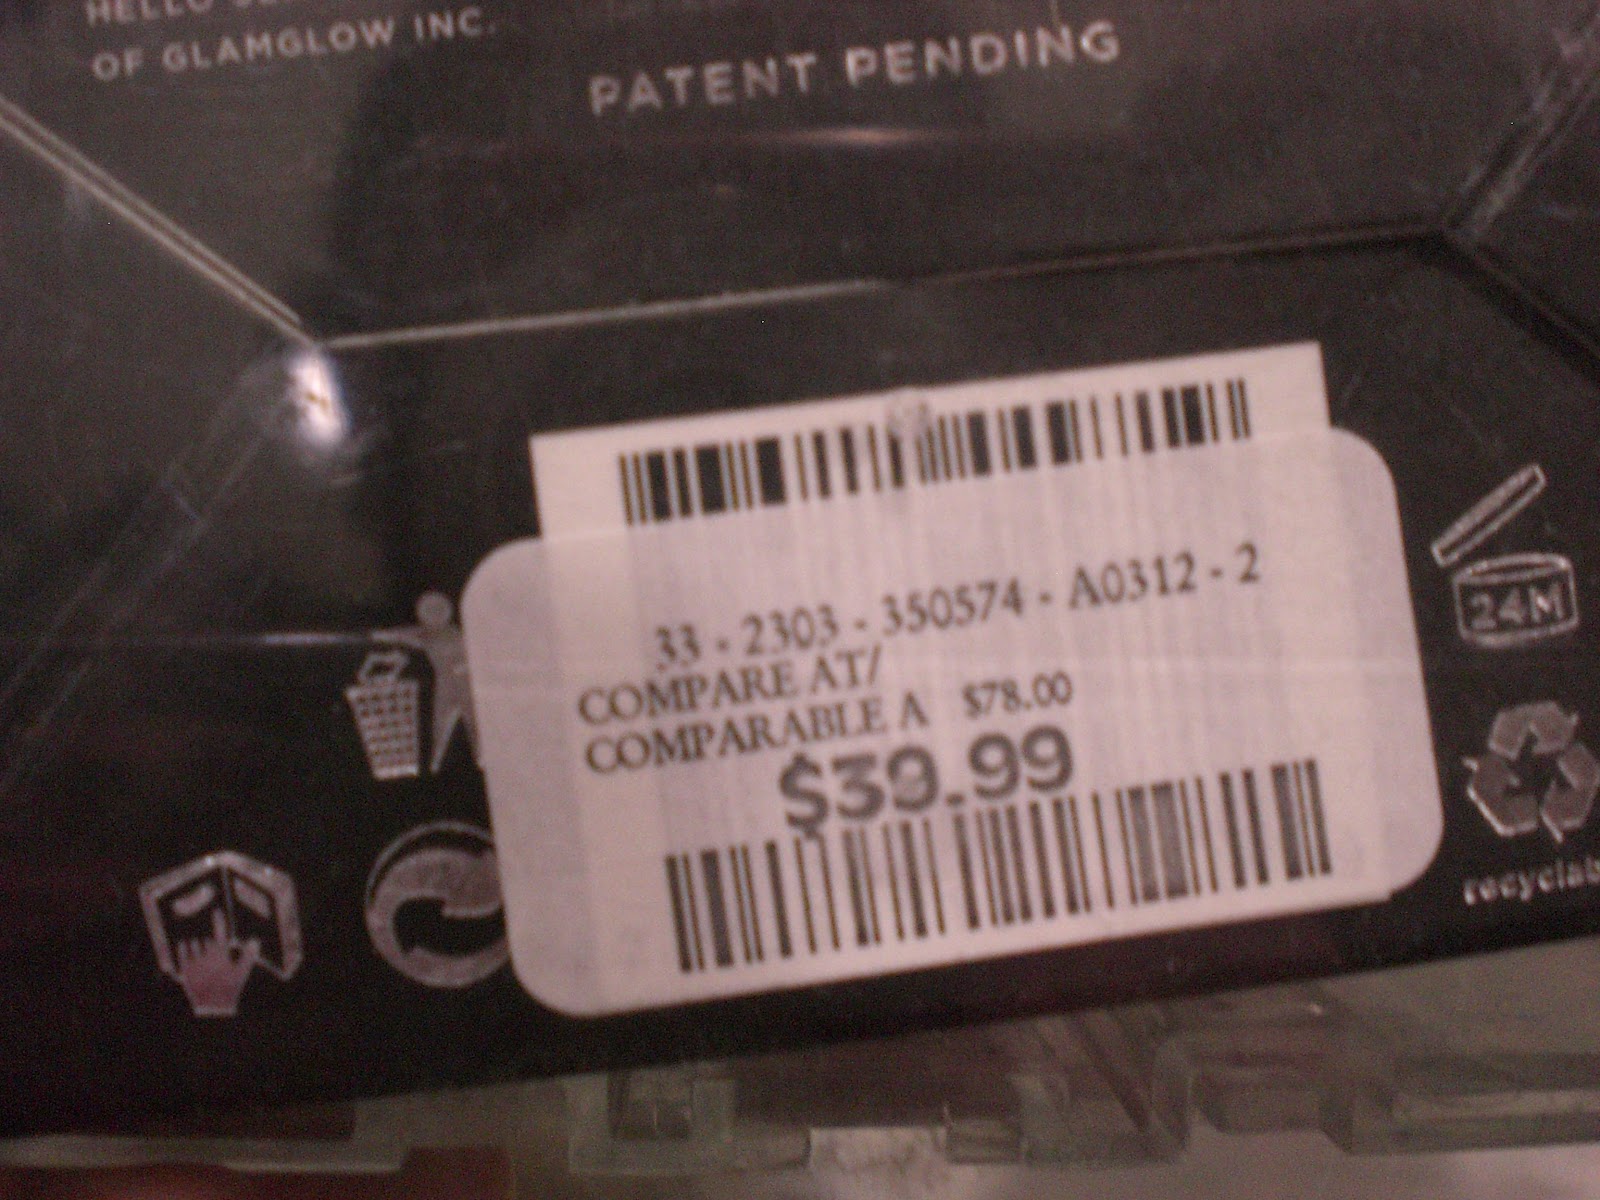 HELLO
OF GLAMGLOW INC.
PATENT PENDING
33 - 2303 - 350574 - A0312 - 2
COMPARE AT/
COMPARABLE A $78.00
$39.99
24M
recyclab